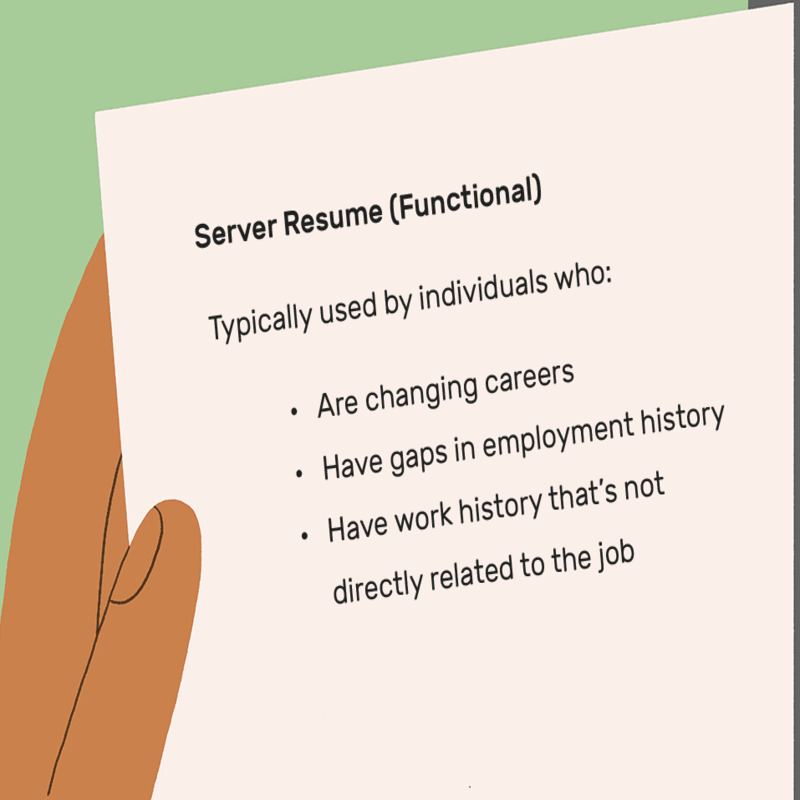 Server Resume (Functional)
Typically used by individuals who:
• Are changing careers
• Have gaps in employment history
• Have work history that’s not
directly related to the job